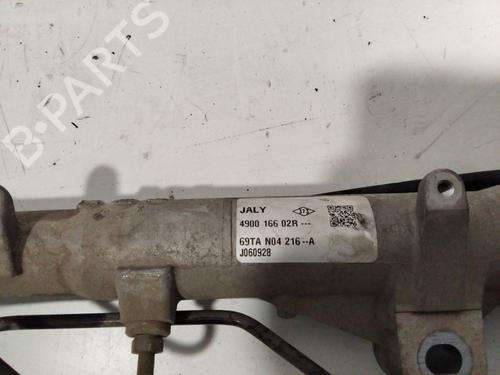 B-PARTS
JALY
4900 166 02R ---
69TA N04 216--A
J060928